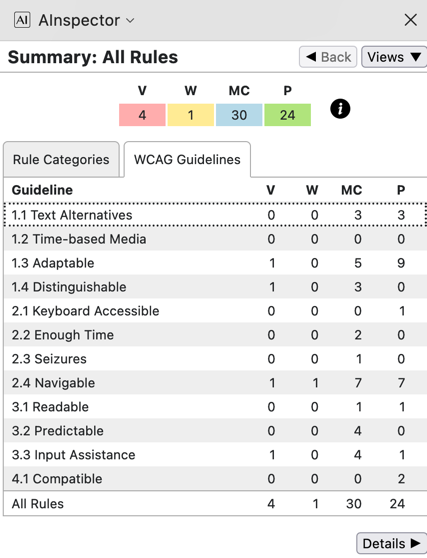 AI AInspector
Summary: All Rules ◀ Back Views ▼
V W MC P
4 1 30 24
Rule Categories WCAG Guidelines
Guideline V W MC P
1.1 Text Alternatives 0 0 3 3
1.2 Time-based Media 0 0 0 0
1.3 Adaptable 1 0 5 9
1.4 Distinguishable 1 0 3 0
2.1 Keyboard Accessible 0 0 0 1
2.2 Enough Time 0 0 2 0
2.3 Seizures 0 0 1 0
2.4 Navigable 1 1 7 7
3.1 Readable 0 0 1 1
3.2 Predictable 0 0 4 0
3.3 Input Assistance 1 0 4 1
4.1 Compatible 0 0 0 2
All Rules 4 1 30 24
Details ▶